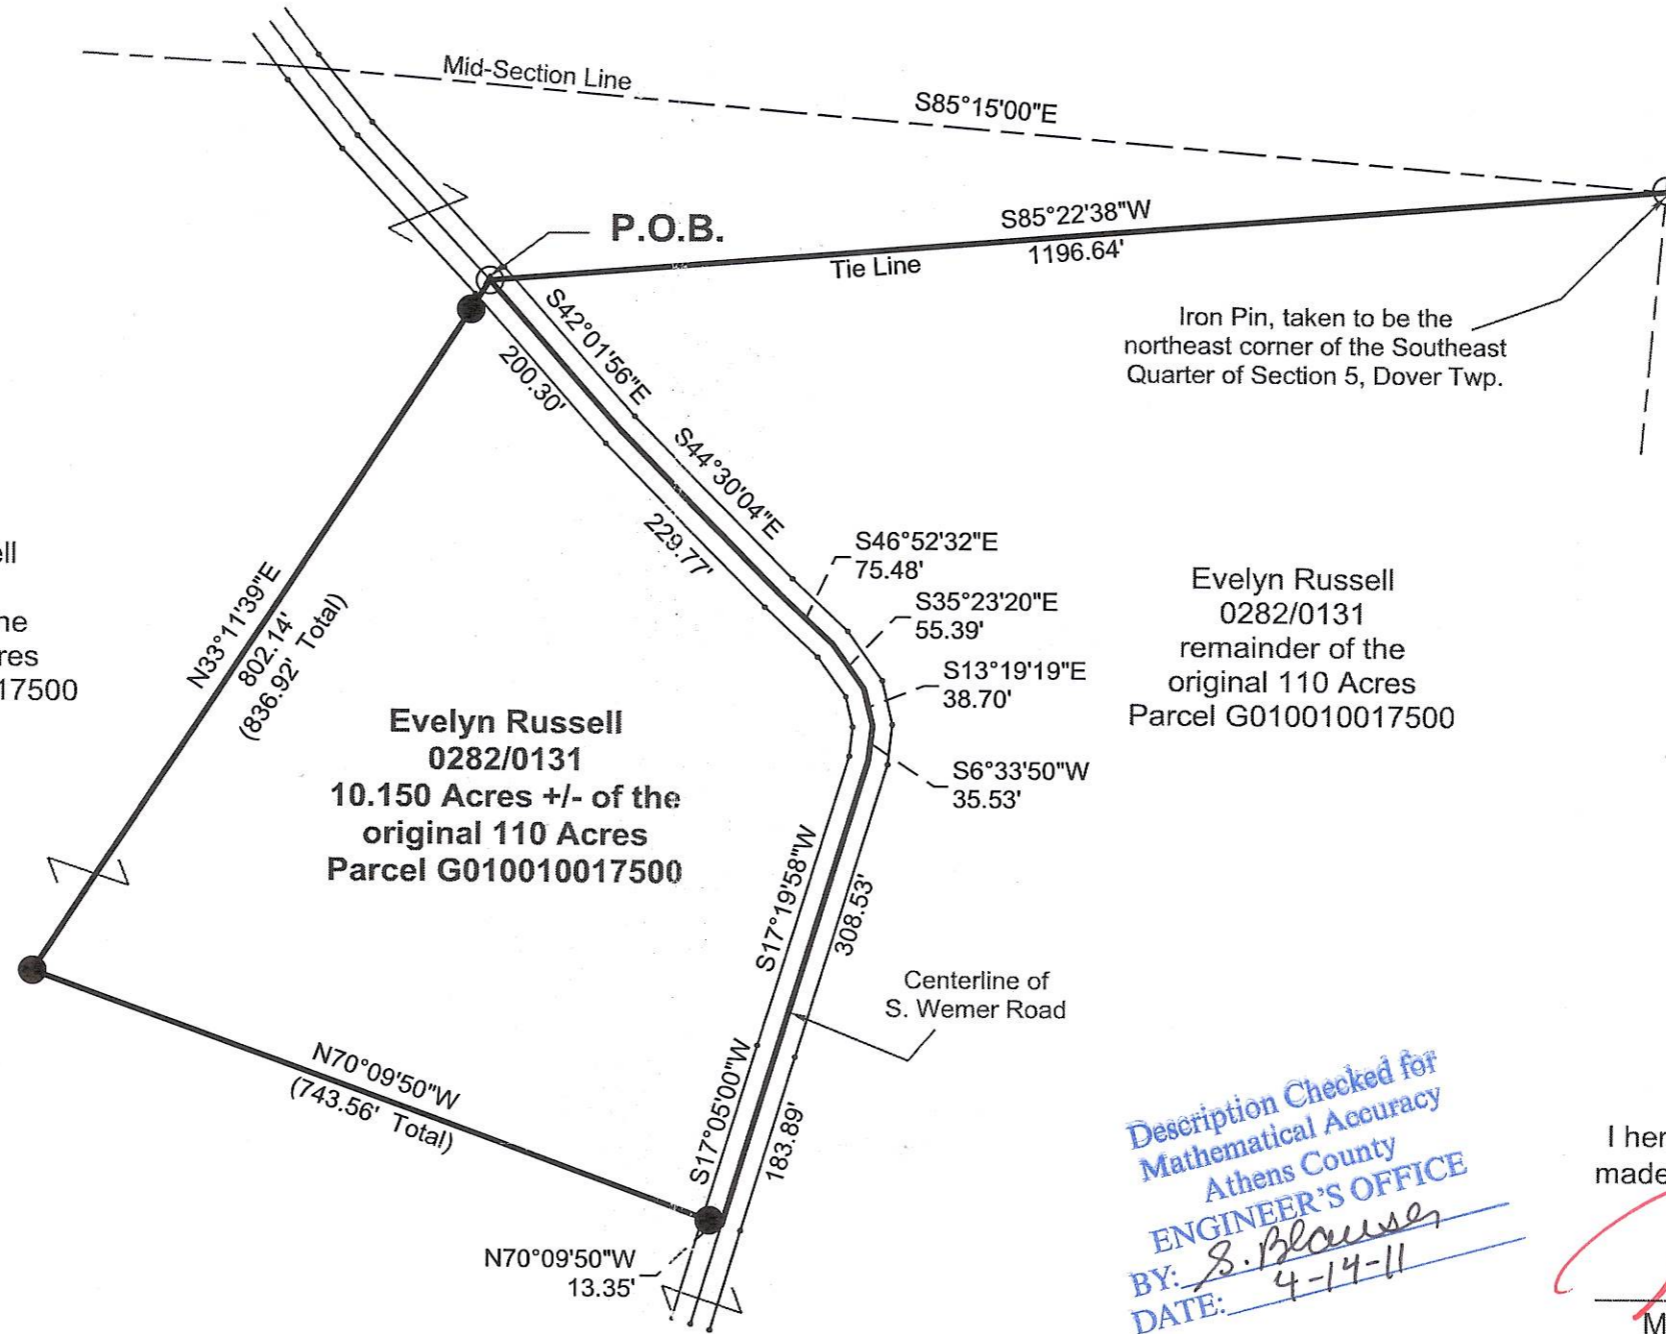 Mid-Section Line
S85°15'00"E
P.O.B.
S85°22'38"W
1196.64'
Tie Line
Iron Pin, taken to be the
northeast corner of the Southeast
Quarter of Section 5, Dover Twp.
S42°01'56"E
200.30'
S44°30'04"E
229.77'
S46°52'32"E
75.48'
S35°23'20"E
55.39'
S13°19'19"E
38.70'
S6°33'50"W
35.53'
Evelyn Russell
0282/0131
remainder of the
original 110 Acres
Parcel G010010017500
17500
N33°11'39"E
802.14'
(836.92' Total)
Evelyn Russell
0282/0131
10.150 Acres +/- of the
original 110 Acres
Parcel G010010017500
S17°19'58"W
308.53'
Centerline of
S. Wemer Road
N70°09'50"W
(743.56' Total)
S17°05'00"W
183.89'
N70°09'50"W
13.35'
Description Checked for
Mathematical Accuracy
Athens County
ENGINEER'S OFFICE
BY: S. Blauser
DATE: 4-14-11
I her
made
M